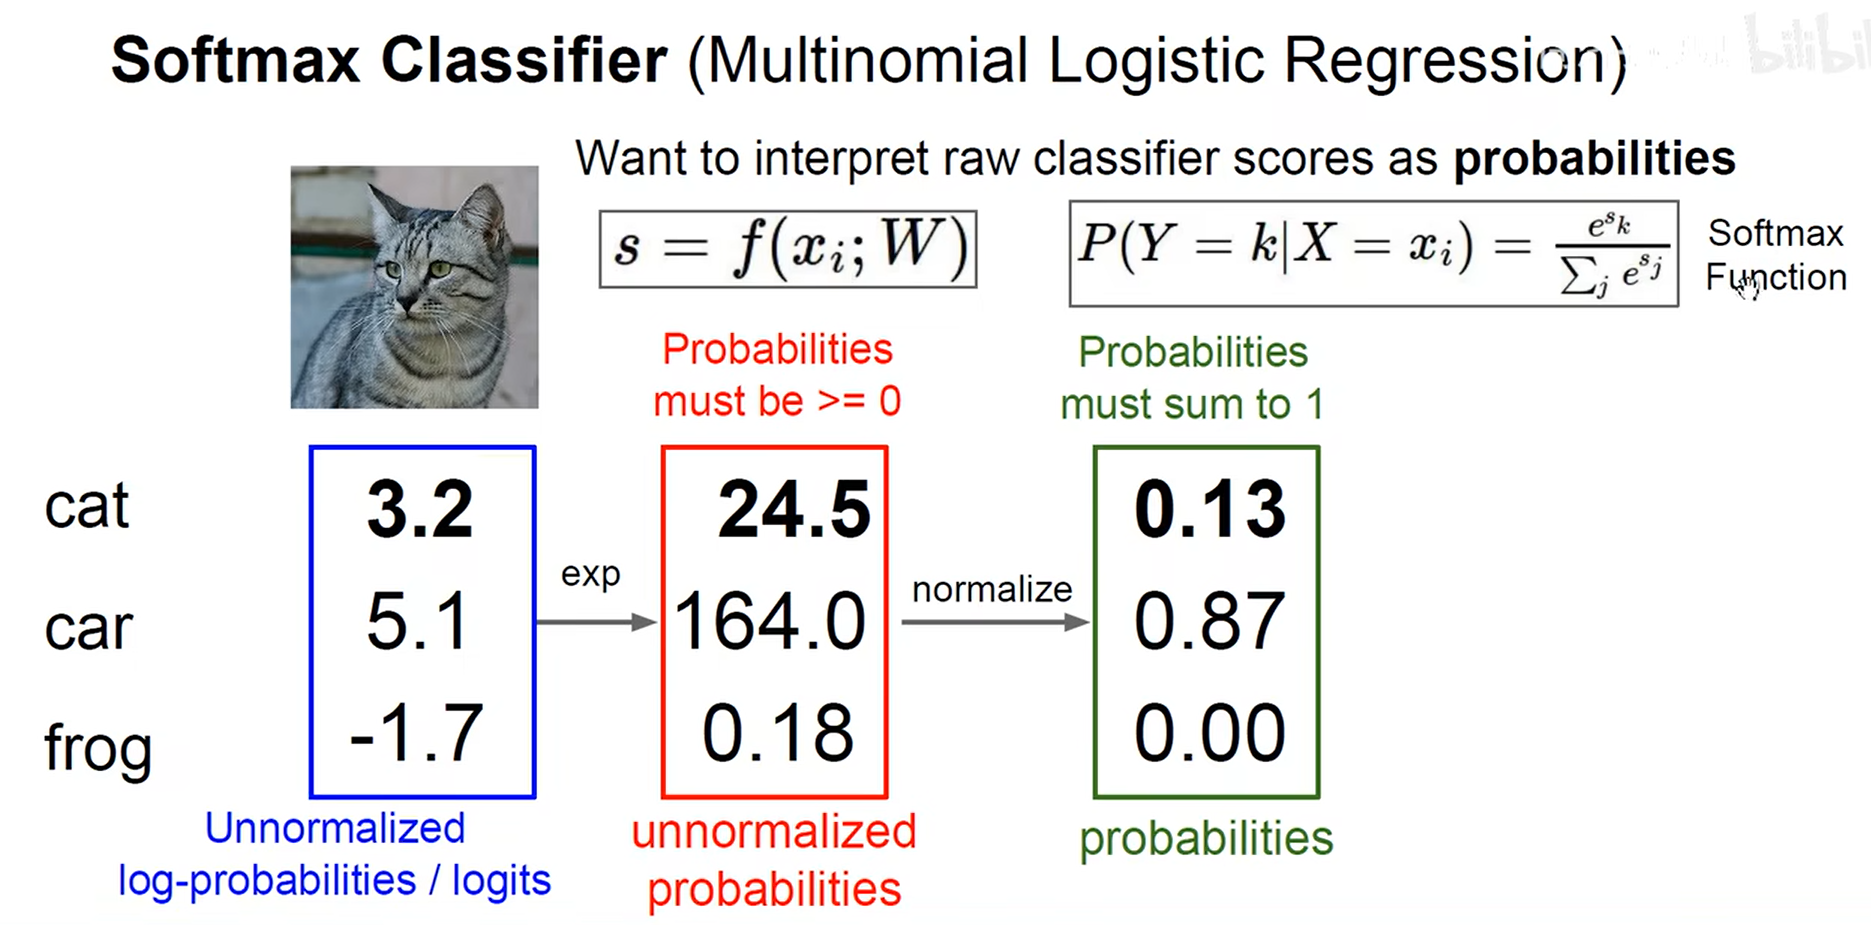 Softmax Classifier (Multinomial Logistic Regression)
Want to interpret raw classifier scores as probabilities
s = f(x_i; W)
P(Y = k|X = x_i) = e^{s_k} / ∑_j e^{s_j}
Softmax
Function
Probabilities
must be >= 0
Probabilities
must sum to 1
cat 3.2 24.5 0.13
exp
normalize
car 5.1 164.0 0.87
frog -1.7 0.18 0.00
Unnormalized
log-probabilities / logits
unnormalized
probabilities
probabilities